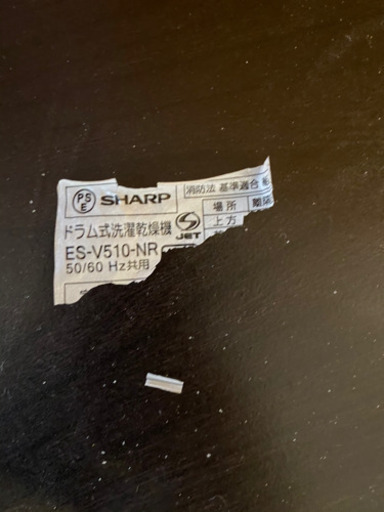 PS
E
SHARP
消防法 基準適合
場所
上方
ドラム式洗濯乾燥機
JET
ES-V510-NR
50/60 Hz共用